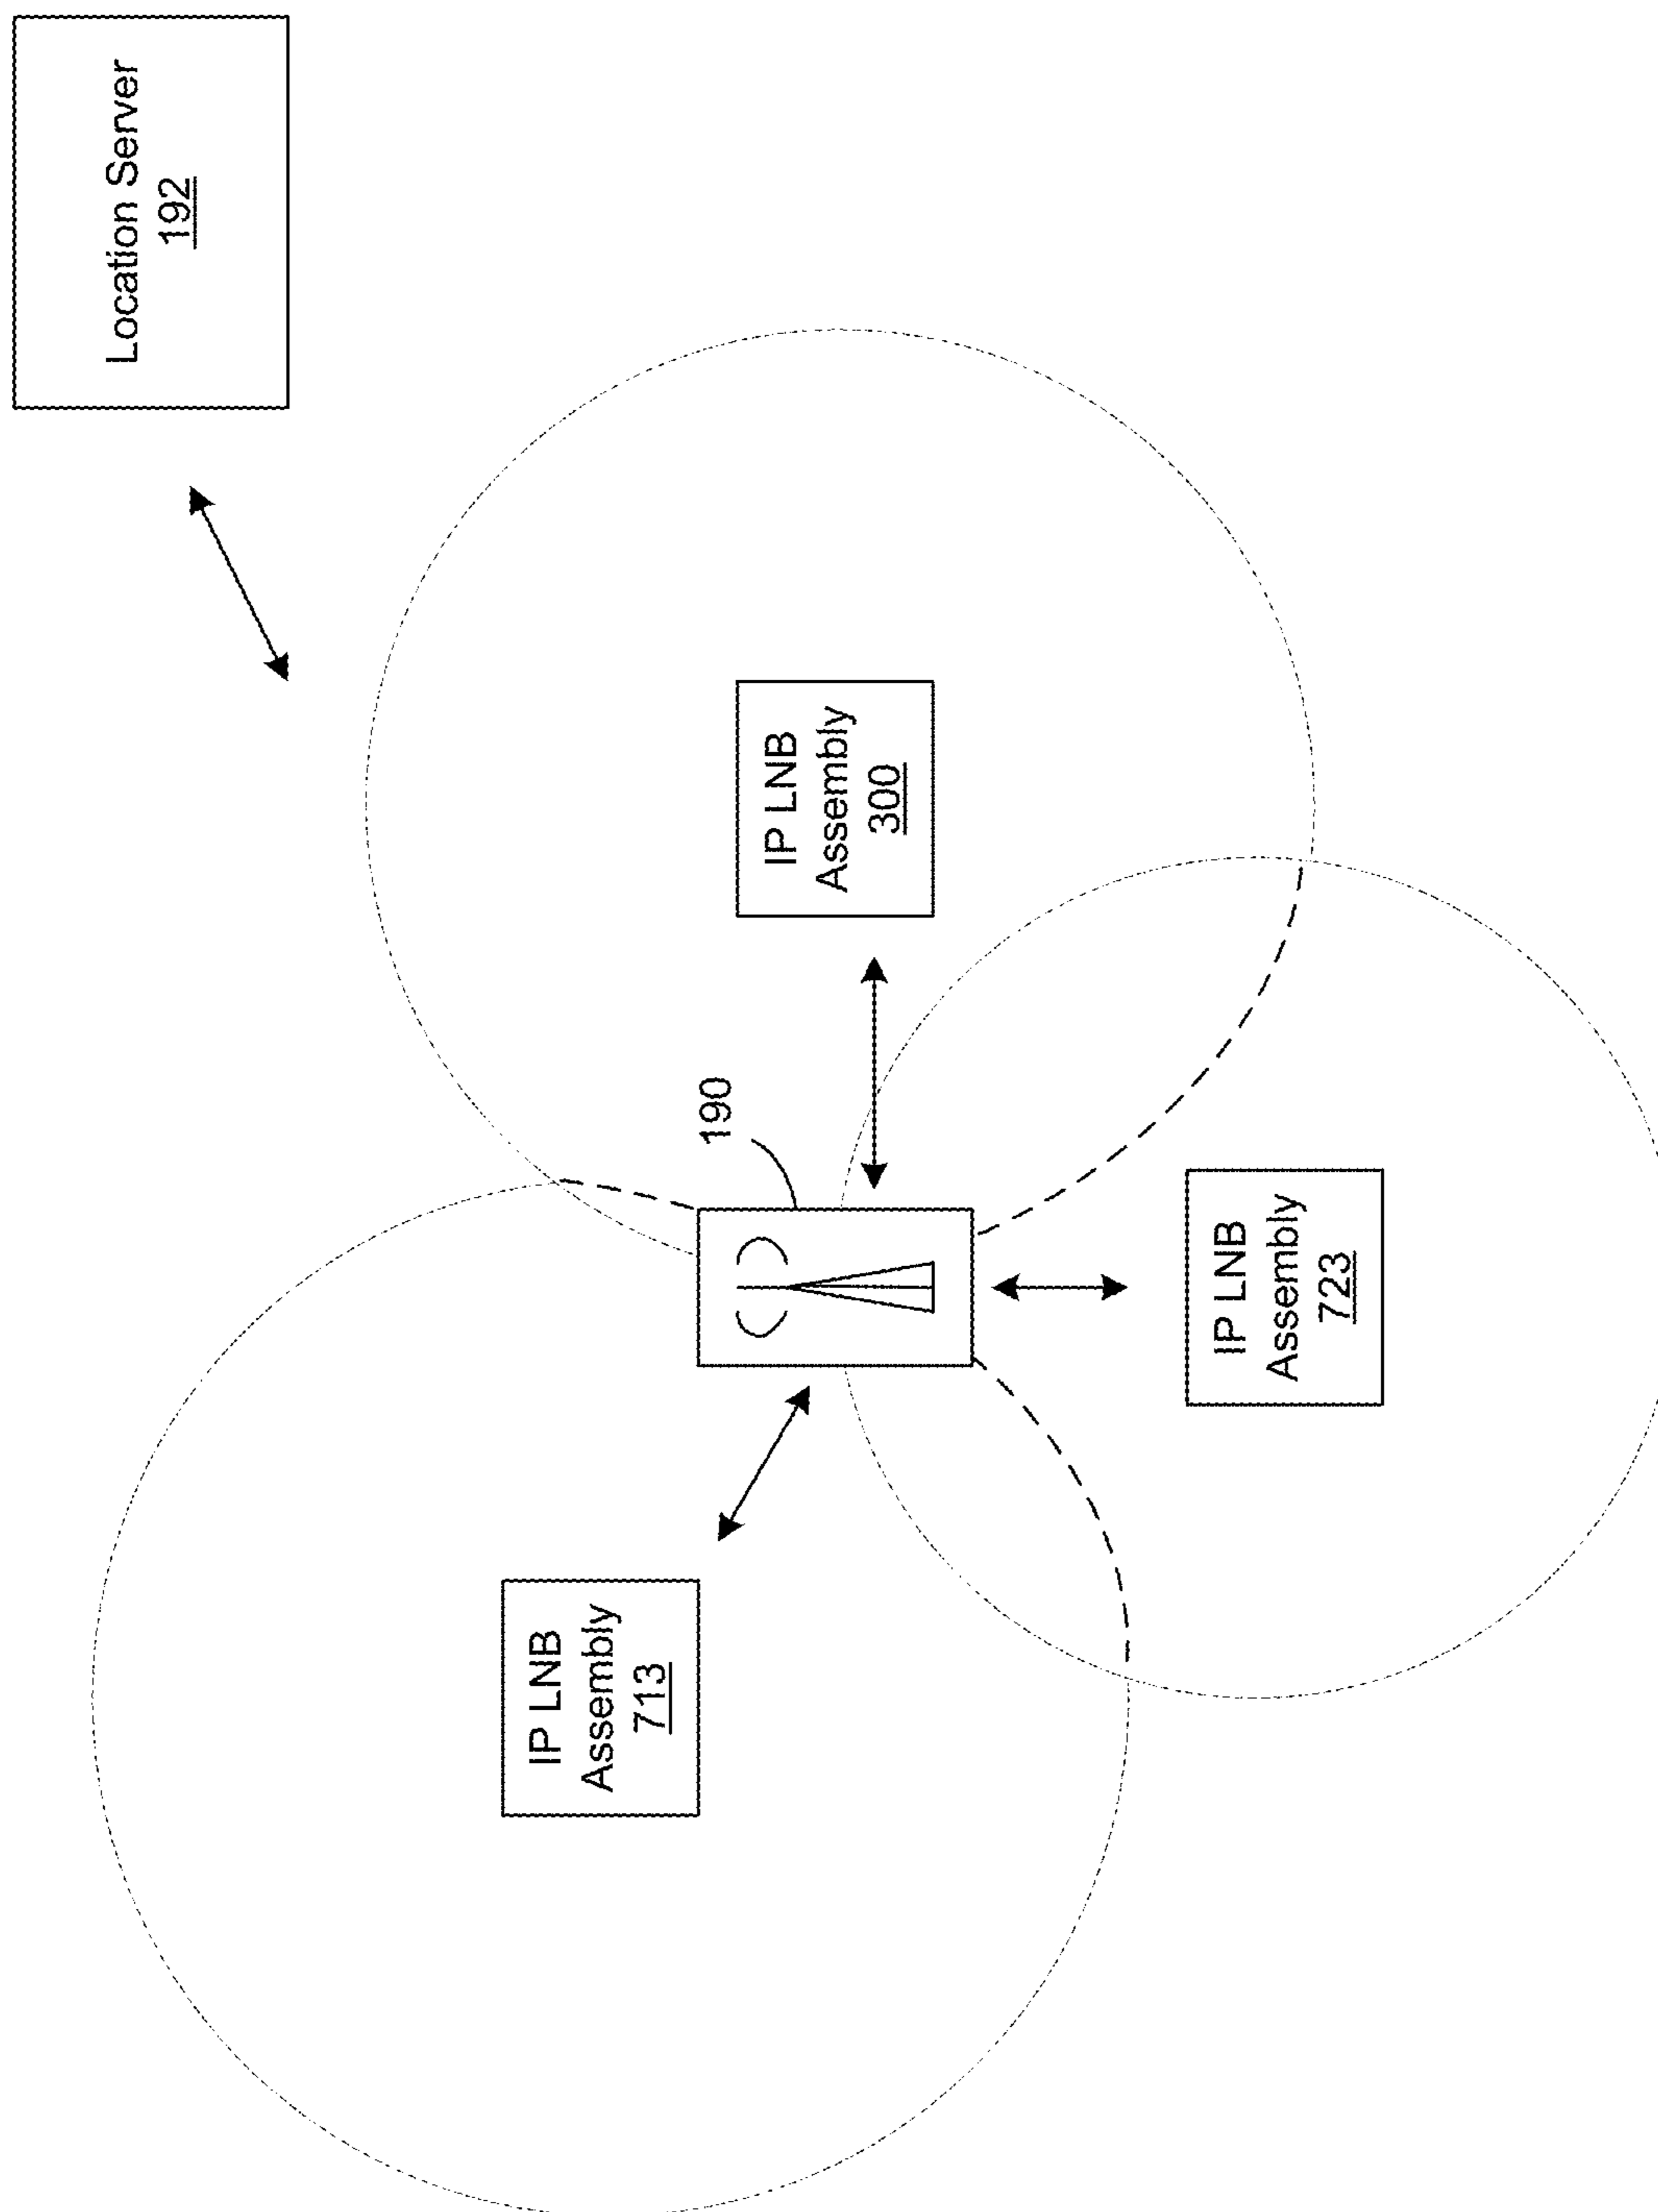 Location Server
192
IP LNB
Assembly
713
190
IP LNB
Assembly
300
IP LNB
Assembly
723